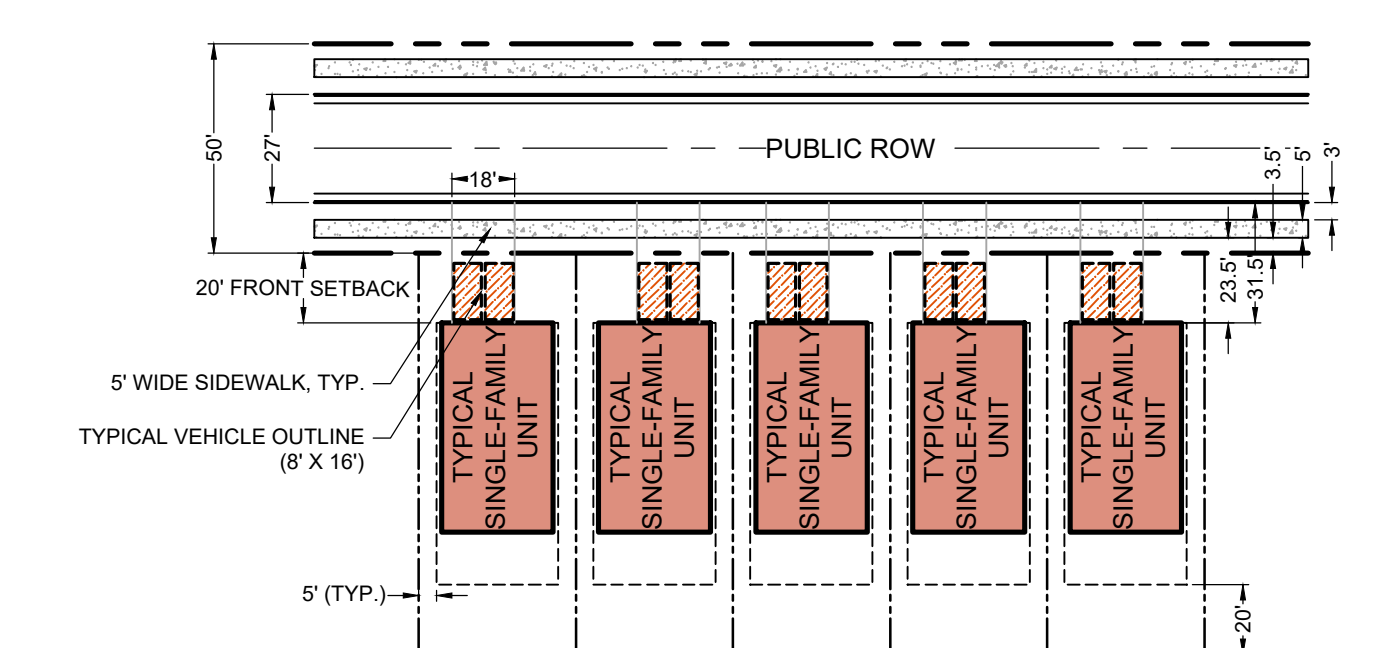 50'
27'
PUBLIC ROW
18'
3.5'
5'
3'
20' FRONT SETBACK
23.5'
31.5'
5' WIDE SIDEWALK, TYP.
TYPICAL VEHICLE OUTLINE
(8' X 16')
TYPICAL
SINGLE-FAMILY
UNIT
TYPICAL
SINGLE-FAMILY
UNIT
TYPICAL
SINGLE-FAMILY
UNIT
TYPICAL
SINGLE-FAMILY
UNIT
TYPICAL
SINGLE-FAMILY
UNIT
5' (TYP.)
20'